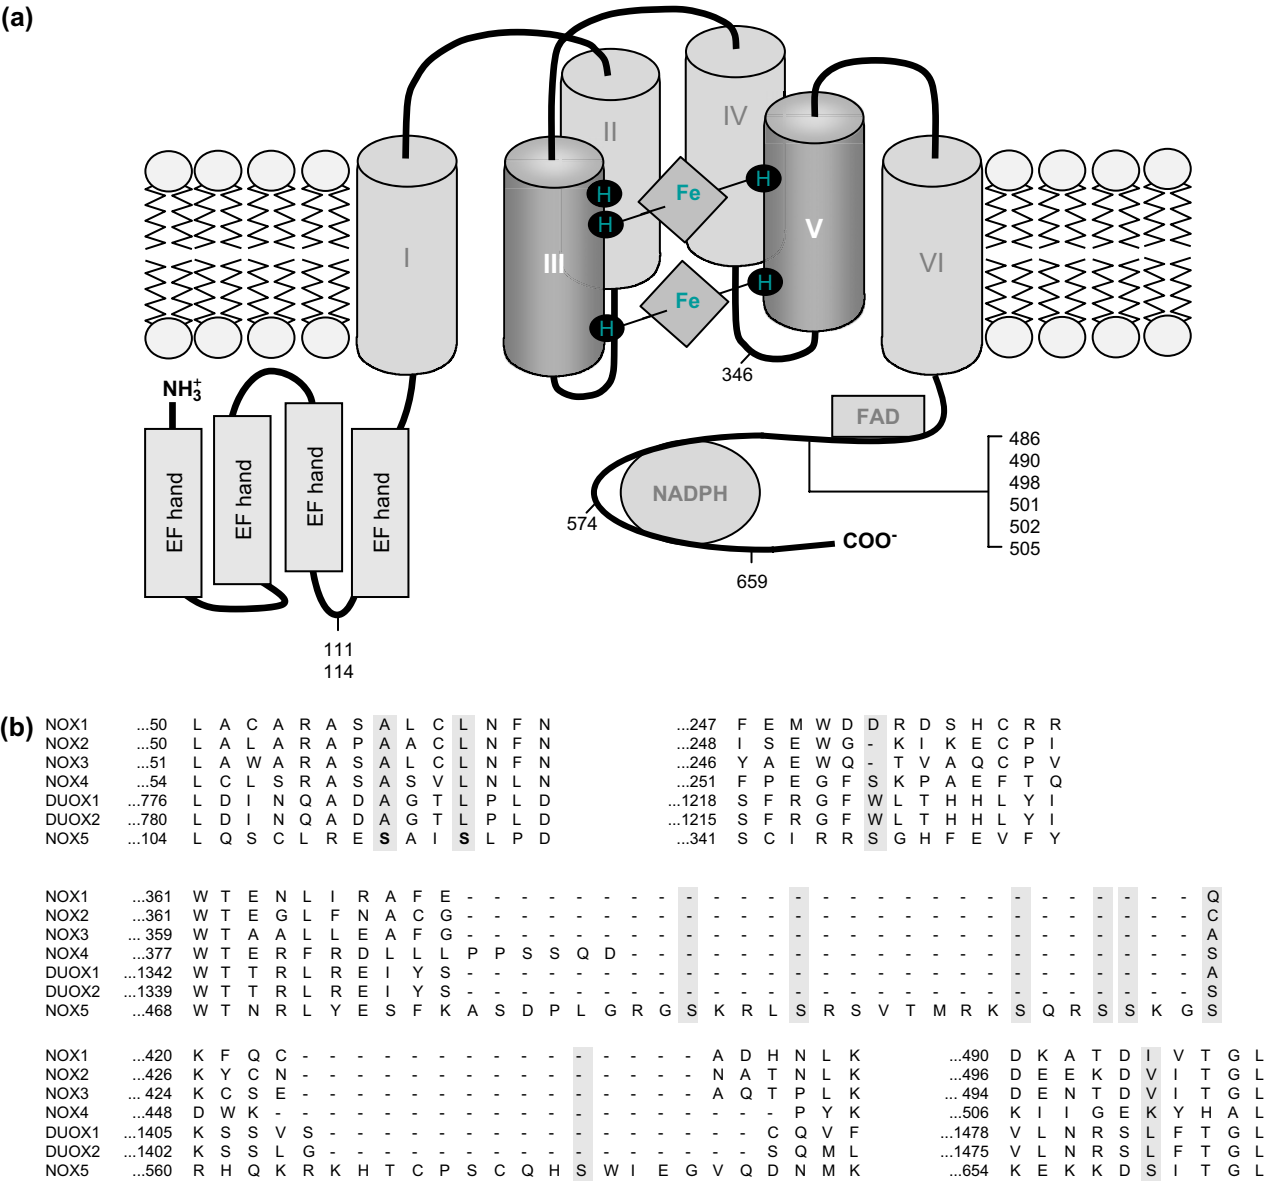 (a)
I
II
III
IV
V
VI
H
H
H
H
H
Fe
Fe
346
NH₃⁺
EF hand
EF hand
EF hand
EF hand
111
114
FAD
NADPH
574
659
COO⁻
486
490
498
501
502
505
(b)
NOX1 ...50 L A C A R A S A L C L N F N ...247 F E M W D D R D S H C R R
NOX2 ...50 L A L A R A P A A C L N F N ...248 I S E W G - K I K E C P I
NOX3 ...51 L A W A R A S A L C L N F N ...246 Y A E W Q - T V A Q C P V
NOX4 ...54 L C L S R A S A S V L N L N ...251 F P E G F S K P A E F T Q
DUOX1 ...776 L D I N Q A D A G T L P L D ...1218 S F R G F W L T H H L Y I
DUOX2 ...780 L D I N Q A D A G T L P L D ...1215 S F R G F W L T H H L Y I
NOX5 ...104 L Q S C L R E S A I S L P D ...341 S C I R R S G H F E V F Y
NOX1 ...361 W T E N L I R A F E - - - - - - - - - - - - - - - - - - - - - - - - - - - Q
NOX2 ...361 W T E G L F N A C G - - - - - - - - - - - - - - - - - - - - - - - - - - - C
NOX3 ...359 W T A A L L E A F G - - - - - - - - - - - - - - - - - - - - - - - - - - - A
NOX4 ...377 W T E R F R D L L L P P S S Q D - - - - - - - - - - - - - - - - - - - - - S
DUOX1 ...1342 W T T R L R E I Y S - - - - - - - - - - - - - - - - - - - - - - - - - - - A
DUOX2 ...1339 W T T R L R E I Y S - - - - - - - - - - - - - - - - - - - - - - - - - - - S
NOX5 ...468 W T N R L Y E S F K A S D P L G R G S K R L S R S V T M R K S Q R S S K G S
NOX1 ...420 K F Q C - - - - - - - - - - - - - - - A D H N L K ...490 D K A T D I V T G L
NOX2 ...426 K Y C N - - - - - - - - - - - - - - - N A T N L K ...496 D E E K D V I T G L
NOX3 ...424 K C S E - - - - - - - - - - - - - - - A Q T P L K ...494 D E N T D V I T G L
NOX4 ...448 D W K - - - - - - - - - - - - - - - - - - - P Y K ...506 K I I G E K Y H A L
DUOX1 ...1405 K S S V S - - - - - - - - - - - - - - - - C Q V F ...1478 V L N R S L F T G L
DUOX2 ...1402 K S S L G - - - - - - - - - - - - - - - - S Q M L ...1475 V L N R S L F T G L
NOX5 ...560 R H Q K R K H T C P S C Q H S W I E G V Q D N M K ...654 K E K K D S I T G L